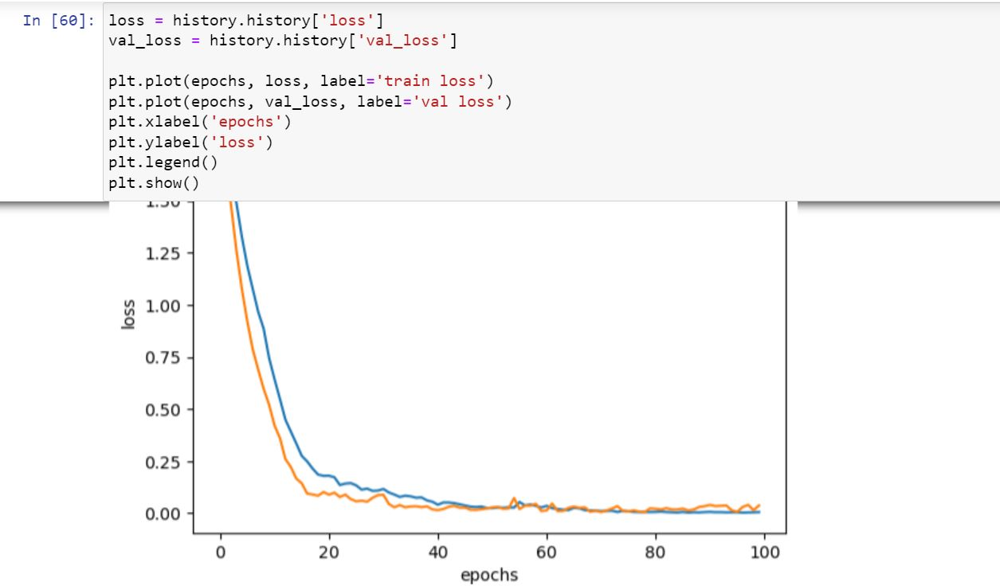 In [60]:
loss = history.history['loss']
val_loss = history.history['val_loss']
plt.plot(epochs, loss, label='train loss')
plt.plot(epochs, val_loss, label='val loss')
plt.xlabel('epochs')
plt.ylabel('loss')
plt.legend()
plt.show()
1.50
1.25
1.00
0.75
0.50
0.25
0.00
loss
0 20 40 60 80 100
epochs